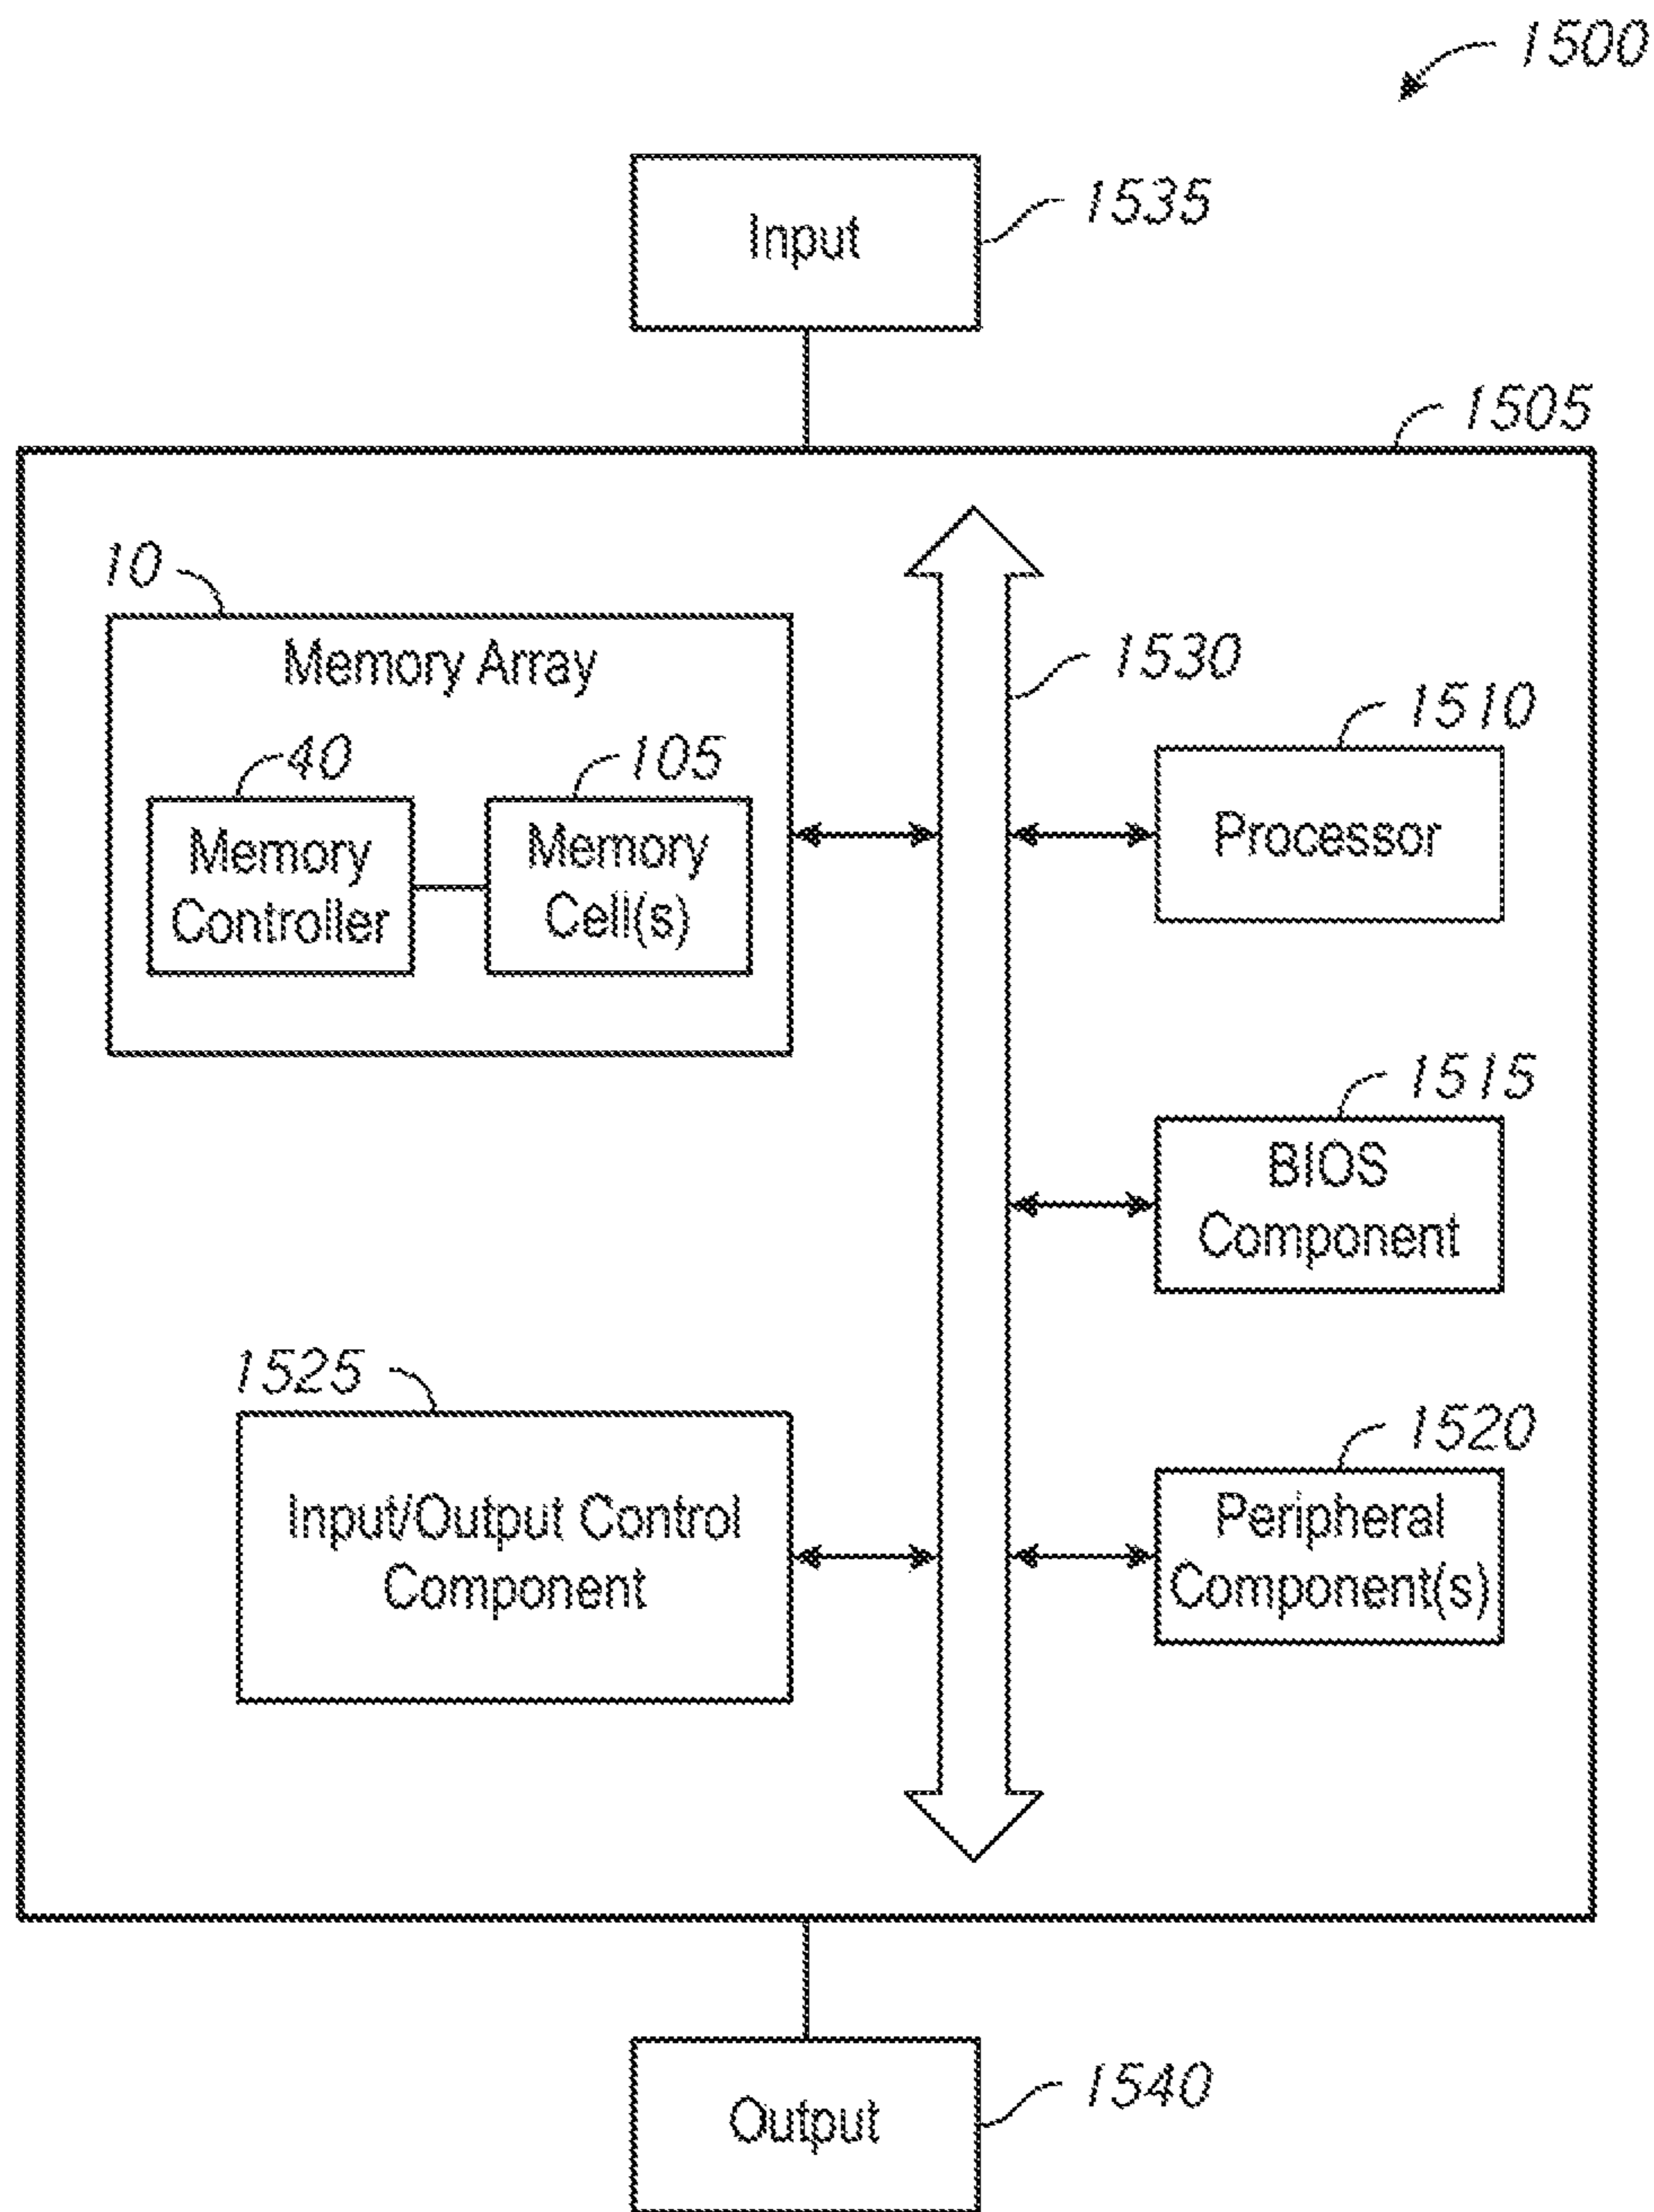 1500
1535
Input
1505
10
Memory Array
1530
1510
40
105
Memory
Controller
Memory
Cell(s)
Processor
1515
BIOS
Component
1525
1520
Input/Output Control
Component
Peripheral
Component(s)
1540
Output